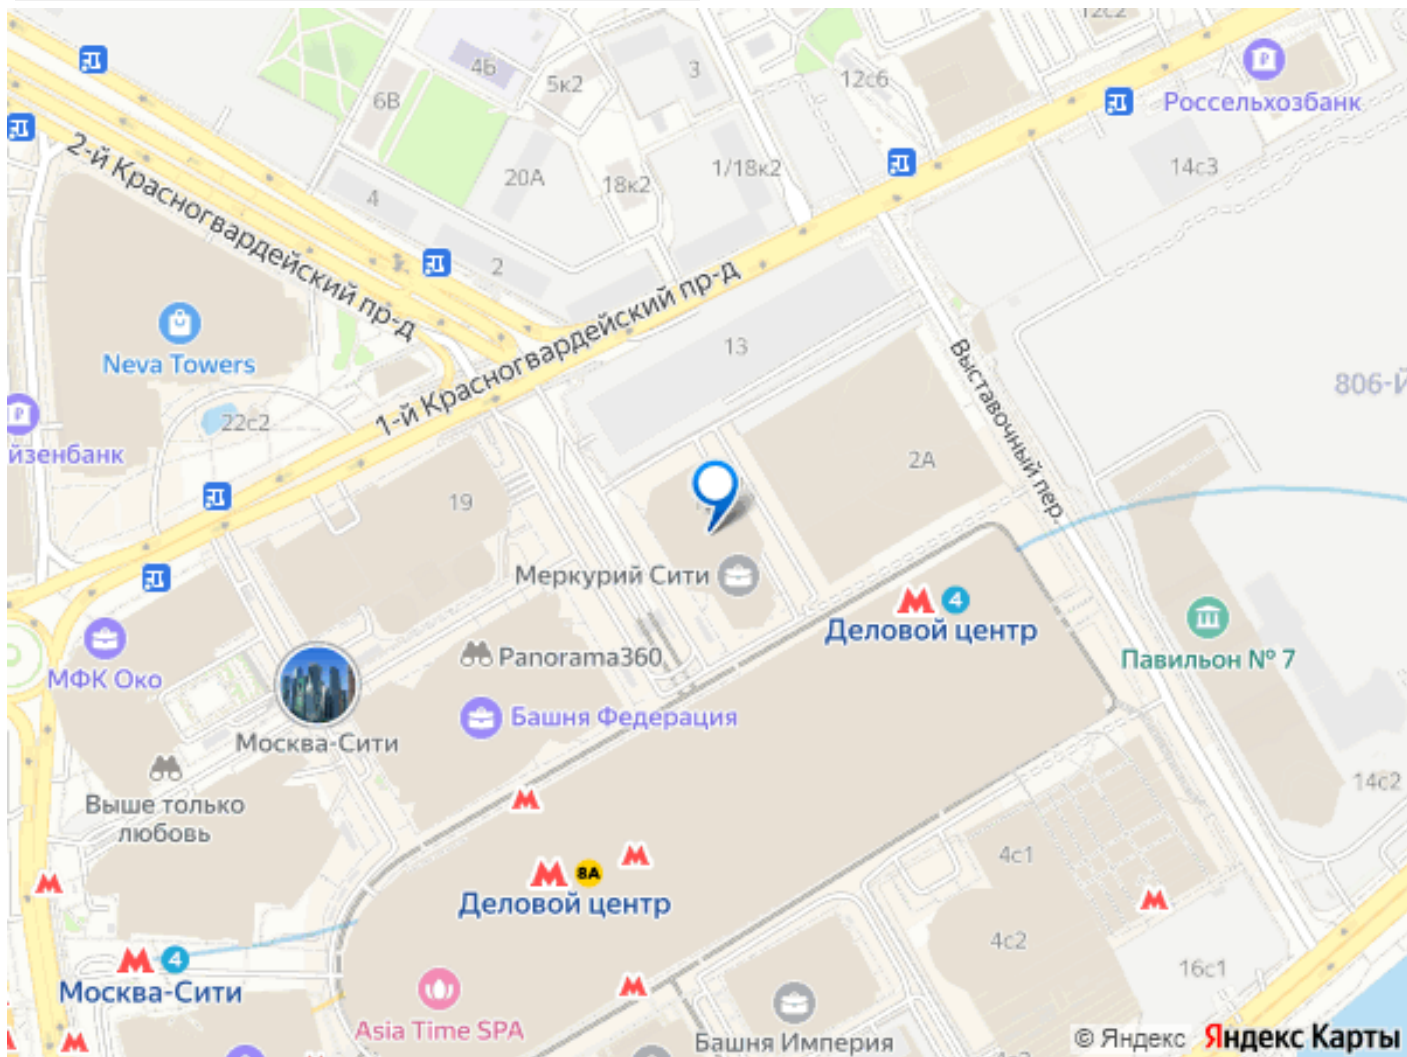 12с2
4Б
3
5к2
12с6
6В
Россельхозбанк
2-й Красногвардейский пр-д
20А
18к2
1/18к2
14с3
4
2
1-й Красногвардейский пр-д
13
Neva Towers
Выставочный пер.
806-Й
22с2
йзенбанк
2А
19
Меркурий Сити
4
Деловой центр
Panorama360
Павильон № 7
МФК Око
Башня Федерация
Москва-Сити
14с2
Выше только
любовь
4с1
8А
Деловой центр
4с2
4
Москва-Сити
16с1
Asia Time SPA
Башня Империя
© Яндекс Яндекс Карты